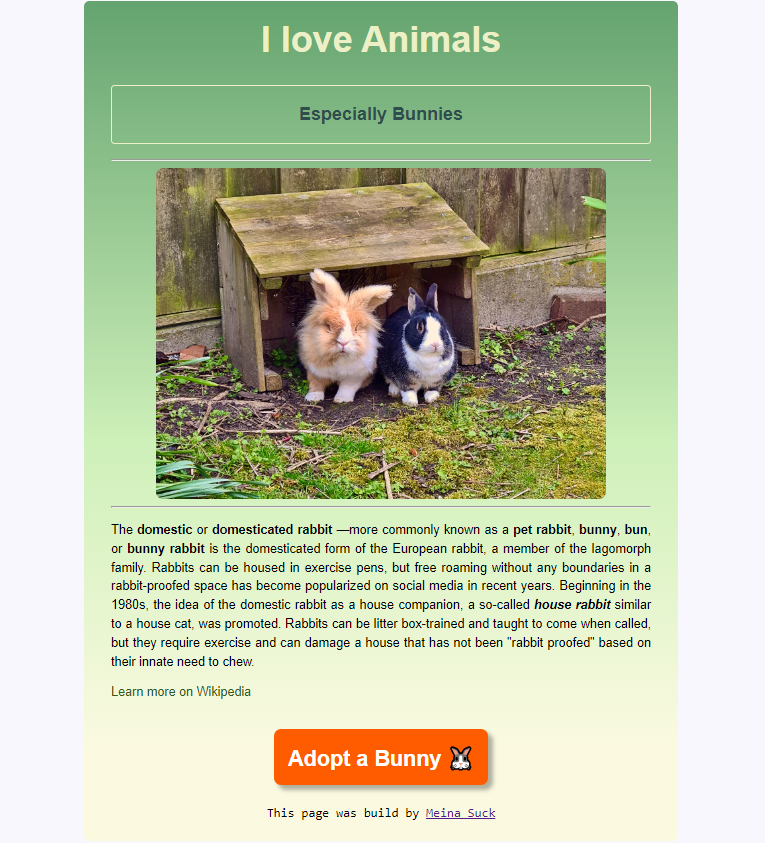 I love Animals
Especially Bunnies
The domestic or domesticated rabbit —more commonly known as a pet rabbit, bunny, bun,
or bunny rabbit is the domesticated form of the European rabbit, a member of the lagomorph
family. Rabbits can be housed in exercise pens, but free roaming without any boundaries in a
rabbit-proofed space has become popularized on social media in recent years. Beginning in the
1980s, the idea of the domestic rabbit as a house companion, a so-called house rabbit similar
to a house cat, was promoted. Rabbits can be litter box-trained and taught to come when called,
but they require exercise and can damage a house that has not been "rabbit proofed" based on
their innate need to chew.
Learn more on Wikipedia
Adopt a Bunny
This page was build by Meina Suck